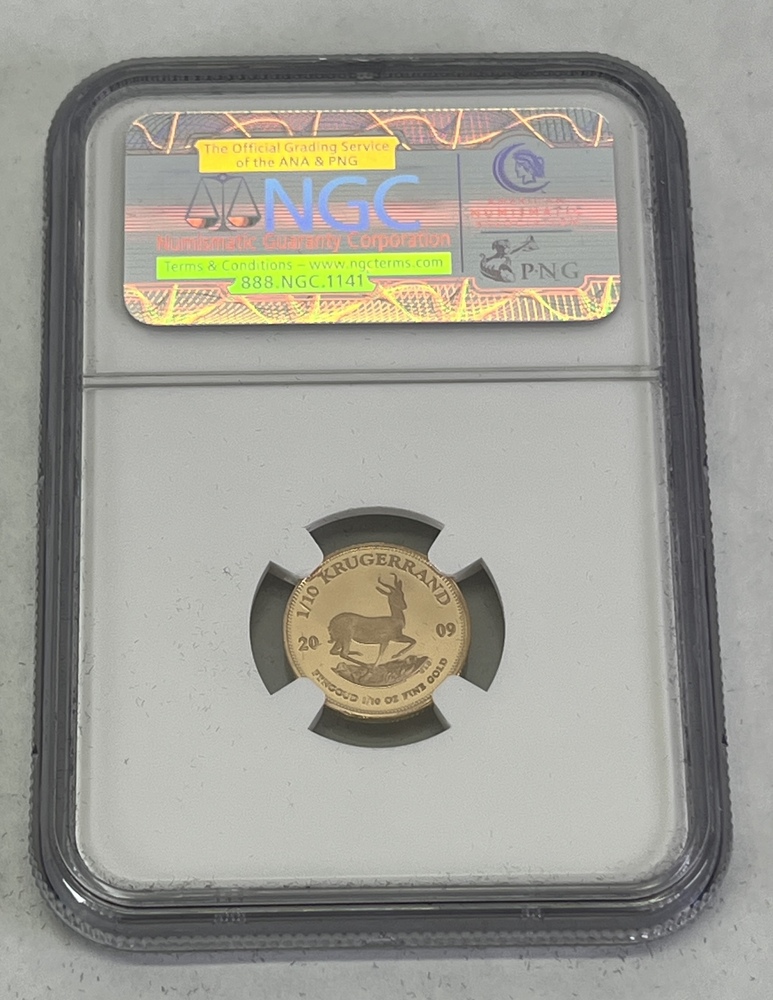 The Official Grading Service
of the ANA & PNG
NGC
Numismatic Guaranty Corporation
Terms & Conditions – www.ngcterms.com
888.NGC.1141
PNG
1/10 KRUGERRAND
20 09
FYNGOUD 1/10 OZ FINE GOLD